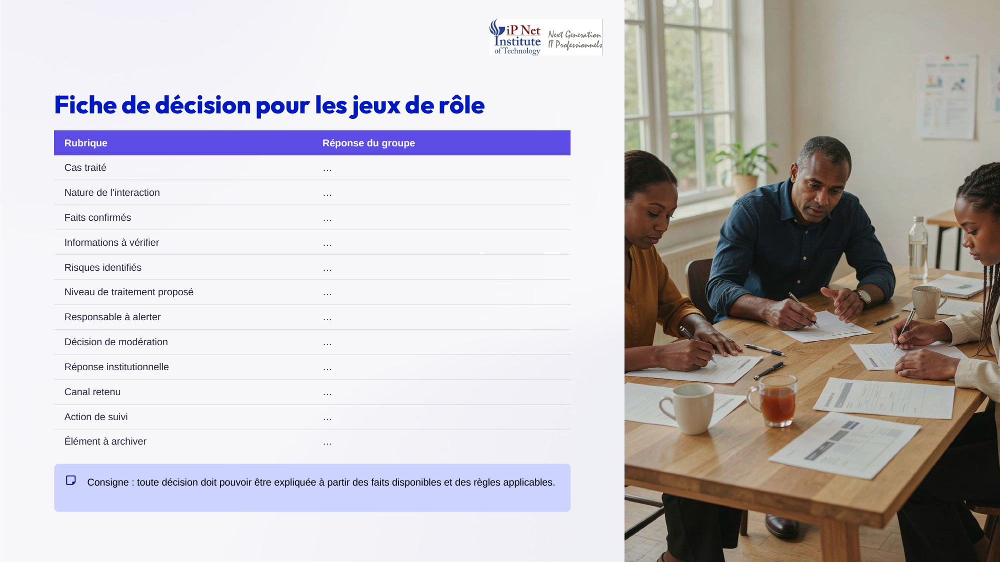 iP Net
Institute
of Technology
Next Generation
IT Professionnels
Fiche de décision pour les jeux de rôle
Rubrique Réponse du groupe
Cas traité …
Nature de l'interaction …
Faits confirmés …
Informations à vérifier …
Risques identifiés …
Niveau de traitement proposé …
Responsable à alerter …
Décision de modération …
Réponse institutionnelle …
Canal retenu …
Action de suivi …
Élément à archiver …
Consigne : toute décision doit pouvoir être expliquée à partir des faits disponibles et des règles applicables.